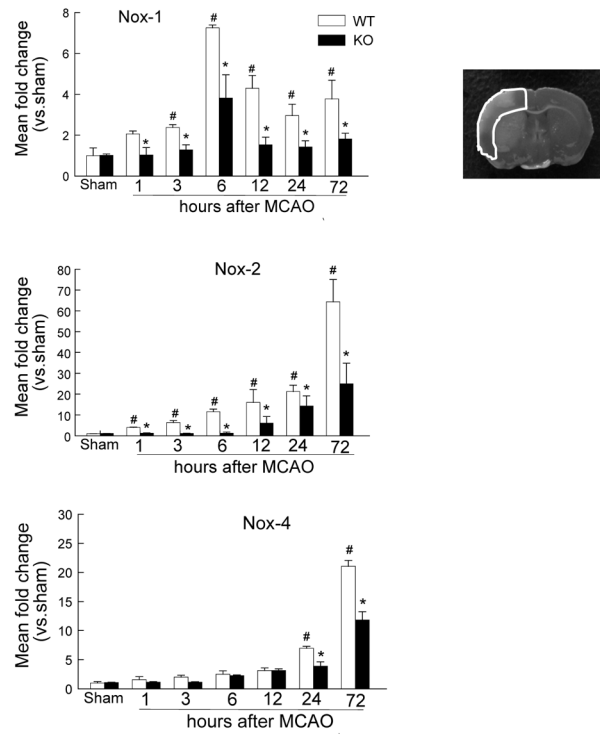 Nox-1
WT
KO
Mean fold change
(vs.sham)
8
6
4
2
0
# * # * # * # * # *
*
Sham 1 3 6 12 24 72
hours after MCAO
Nox-2
Mean fold change
(vs.sham)
80
70
60
50
40
30
20
10
0
# * # * # * # * # * # *
Sham 1 3 6 12 24 72
hours after MCAO
Nox-4
Mean fold change
(vs.sham)
30
25
20
15
10
5
0
# * # *
Sham 1 3 6 12 24 72
hours after MCAO